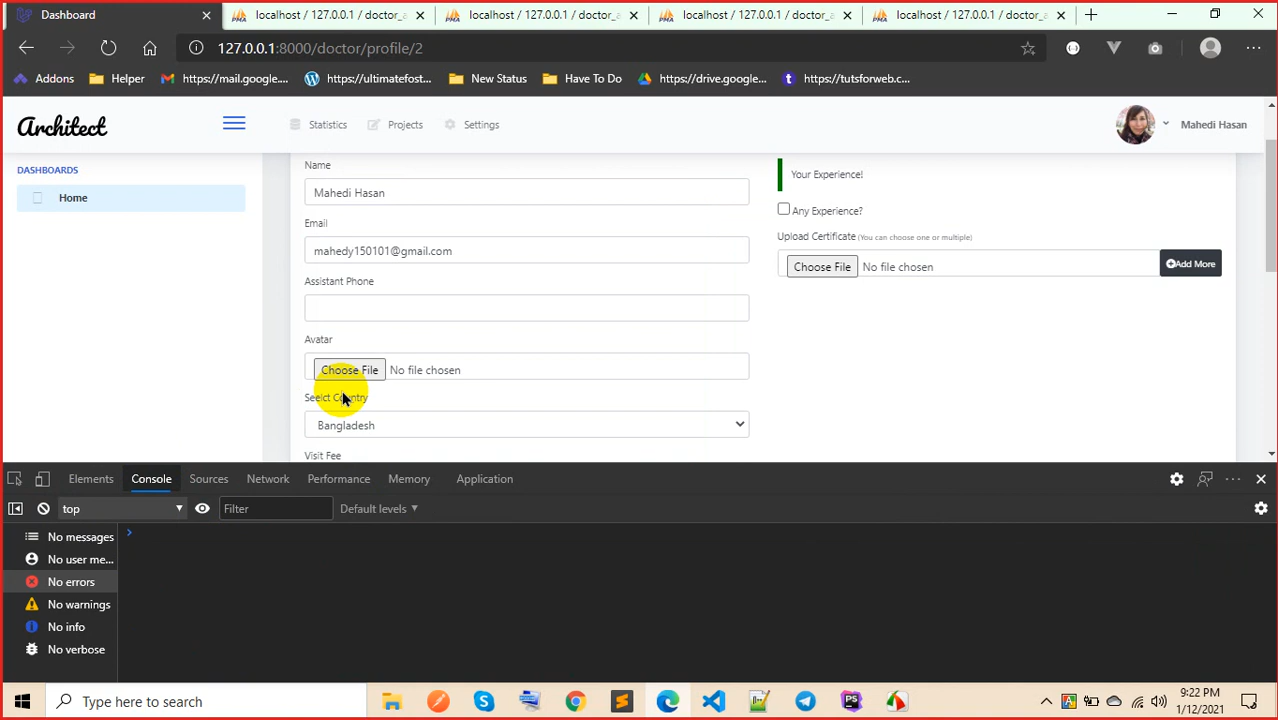 Dashboard
localhost / 127.0.0.1 / doctor_a
localhost / 127.0.0.1 / doctor_a
localhost / 127.0.0.1 / doctor_a
localhost / 127.0.0.1 / doctor_a
127.0.0.1:8000/doctor/profile/2
Addons
Helper
https://mail.google....
https://ultimatefost...
New Status
Have To Do
https://drive.google...
https://tutsforweb.c...
Architect
Statistics
Projects
Settings
Mahedi Hasan
DASHBOARDS
Home
Name
Mahedi Hasan
Email
mahedy150101@gmail.com
Assistant Phone
Avatar
Choose File No file chosen
Seelct Country
Bangladesh
Visit Fee
Your Experience!
Any Experience?
Upload Certificate (You can choose one or multiple)
Choose File No file chosen
Add More
Elements Console Sources Network Performance Memory Application
top Filter Default levels
No messages
No user me...
No errors
No warnings
No info
No verbose
Type here to search
PS
9:22 PM
1/12/2021